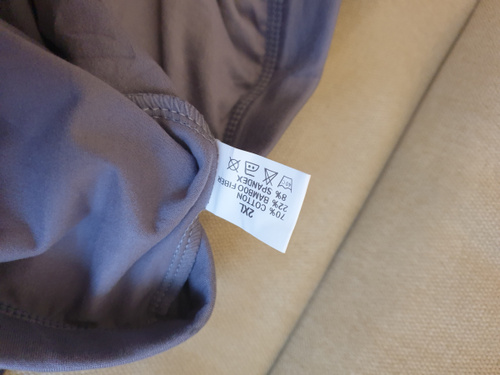 2XL
70% COTTON
22% BAMBOO FIBER
8% SPANDEX